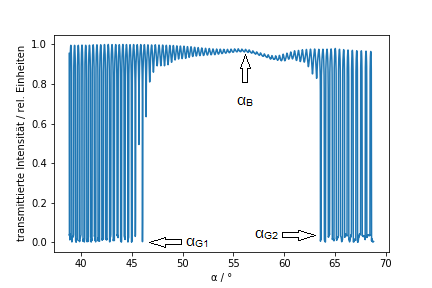 transmittierte Intensität / rel. Einheiten
1.0
0.8
0.6
0.4
0.2
0.0
αB
αG1
αG2
40
45
50
55
60
65
70
α / °